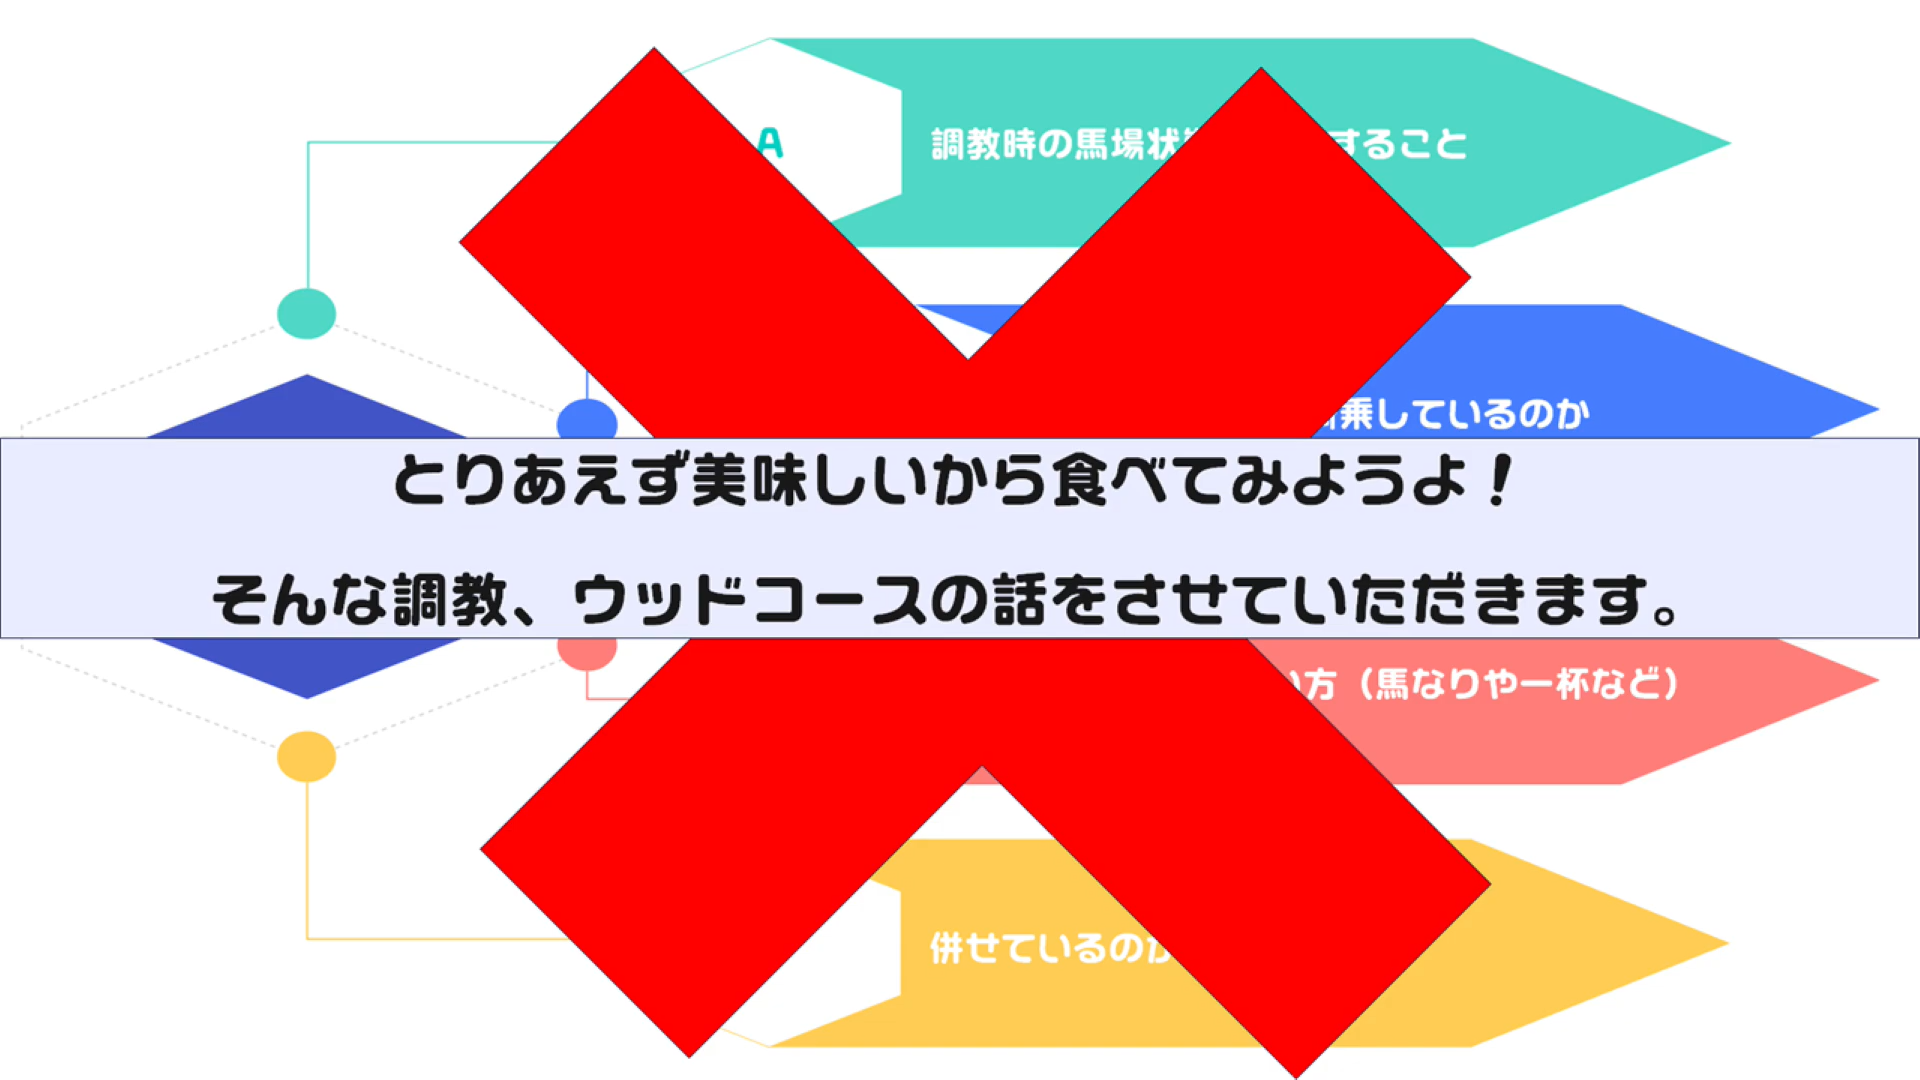 A
調教時の馬場状 すること
乗しているのか
とりあえず美味しいから食べてみようよ！
そんな調教、ウッドコースの話をさせていただきます。
方（馬なりや一杯など）
併せているのか